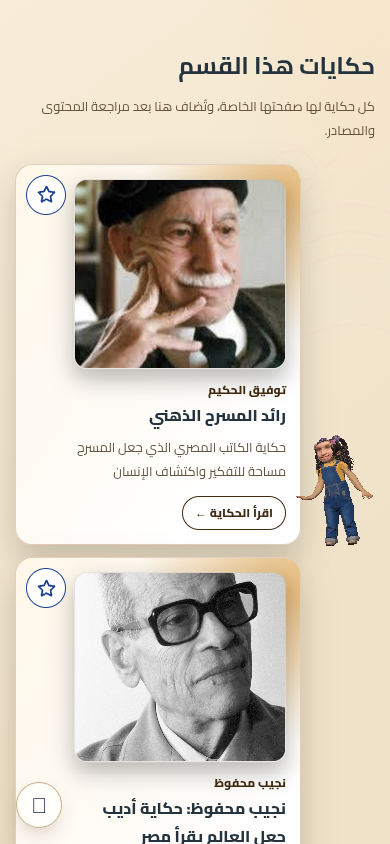 حكايات هذا القسم
كل حكاية لها صفحتها الخاصة، وتُضاف هنا بعد مراجعة المحتوى
والمصادر.
توفيق الحكيم
رائد المسرح الذهني
حكاية الكاتب المصري الذي جعل المسرح
مساحة للتفكير واكتشاف الإنسان
اقرأ الحكاية ←
نجيب محفوظ
نجيب محفوظ: حكاية أديب
جعل العالم يقرأ مصر